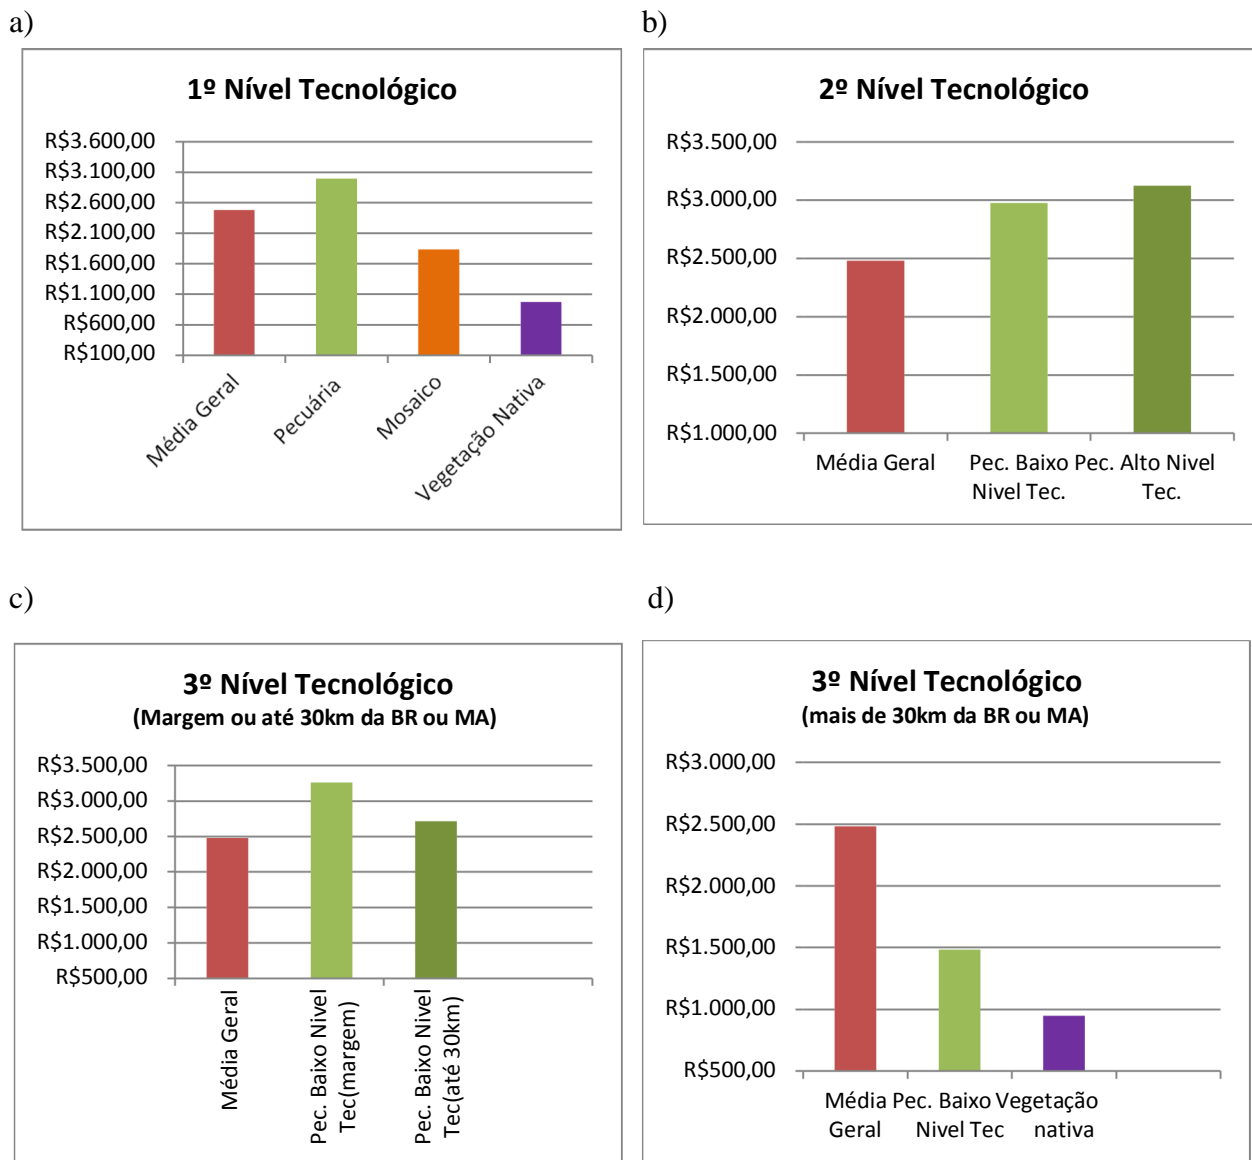 a)
1º Nível Tecnológico
R$3.600,00
R$3.100,00
R$2.600,00
R$2.100,00
R$1.600,00
R$1.100,00
R$600,00
R$100,00
Média Geral
Pecuária
Mosaico
Vegetação Nativa
b)
2º Nível Tecnológico
R$3.500,00
R$3.000,00
R$2.500,00
R$2.000,00
R$1.500,00
R$1.000,00
Média Geral
Pec. Baixo
Nivel Tec.
Pec. Alto Nivel
Tec.
c)
3º Nível Tecnológico
(Margem ou até 30km da BR ou MA)
R$3.500,00
R$3.000,00
R$2.500,00
R$2.000,00
R$1.500,00
R$1.000,00
R$500,00
Média Geral
Pec. Baixo Nivel
Tec(margem)
Pec. Baixo Nivel
Tec(até 30km)
d)
3º Nível Tecnológico
(mais de 30km da BR ou MA)
R$3.000,00
R$2.500,00
R$2.000,00
R$1.500,00
R$1.000,00
R$500,00
Média
Geral
Pec. Baixo
Nivel Tec
Vegetação
nativa